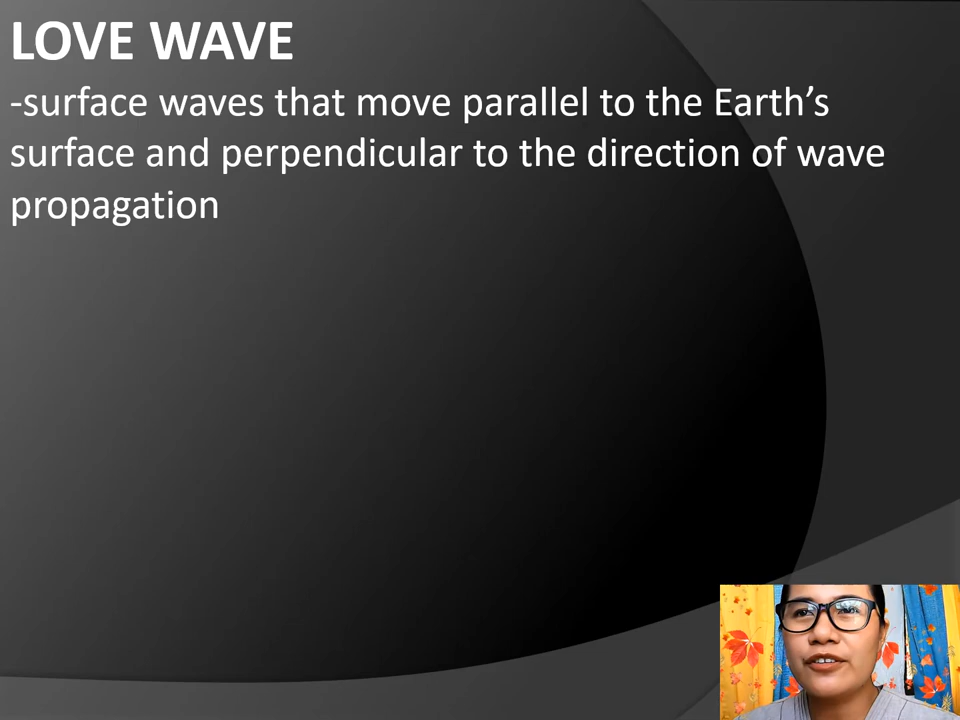 LOVE WAVE
-surface waves that move parallel to the Earth’s
surface and perpendicular to the direction of wave
propagation